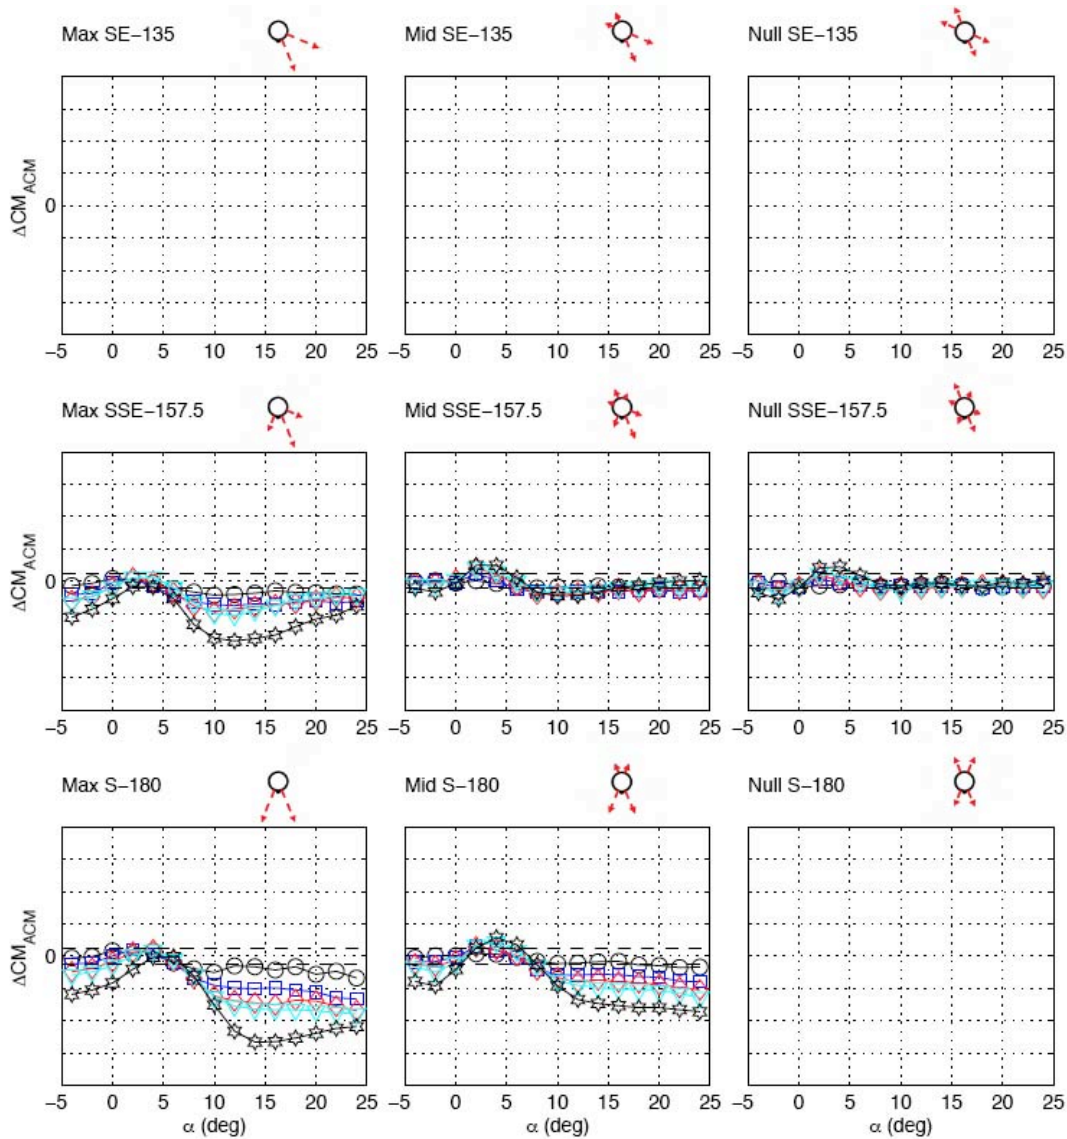 Max SE−135
Mid SE−135
Null SE−135
ΔCM_ACM
0
−5 0 5 10 15 20 25
−5 0 5 10 15 20 25
−5 0 5 10 15 20 25
Max SSE−157.5
Mid SSE−157.5
Null SSE−157.5
ΔCM_ACM
0
0
0
−5 0 5 10 15 20 25
−5 0 5 10 15 20 25
−5 0 5 10 15 20 25
Max S−180
Mid S−180
Null S−180
ΔCM_ACM
0
0
−5 0 5 10 15 20 25
−5 0 5 10 15 20 25
−5 0 5 10 15 20 25
α (deg)
α (deg)
α (deg)